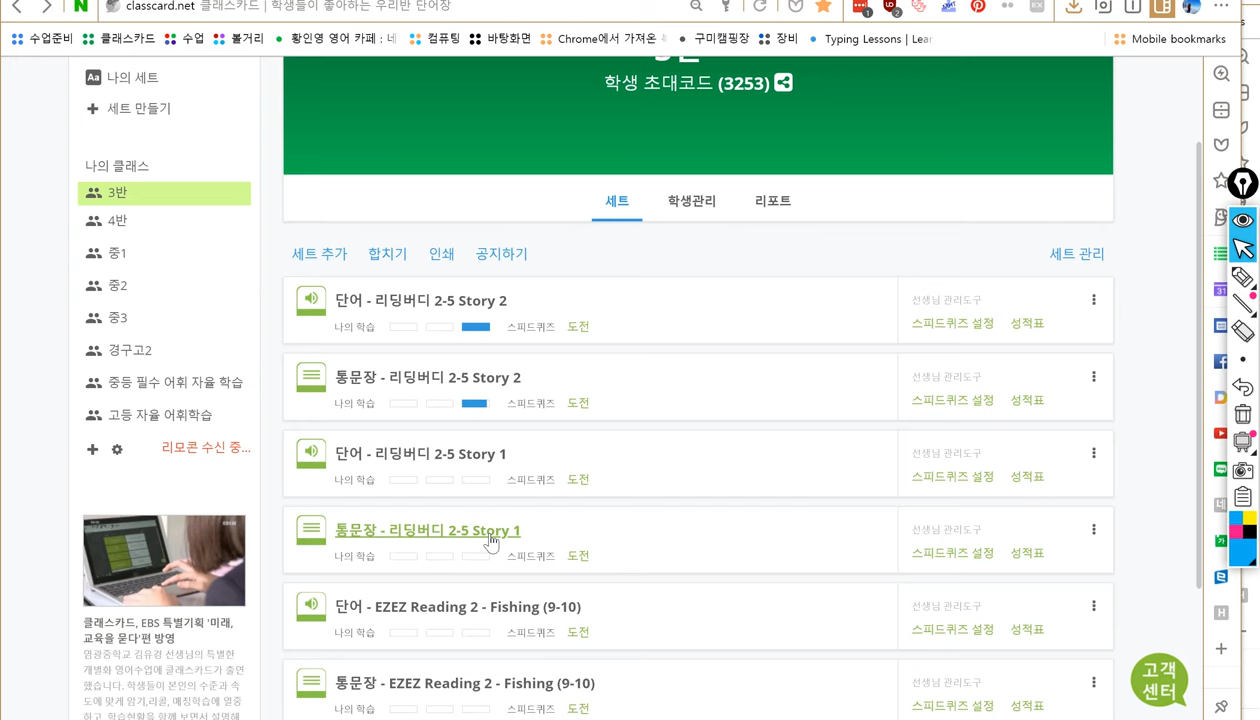 classcard.net 클래스카드 | 학생들이 좋아하는 우리반 단어장
수업준비 클래스카드 수업 볼거리 황인영 영어 카페 : 네 컴퓨팅 바탕화면 Chrome에서 가져온 구미캠핑장 장비 Typing Lessons | Lear Mobile bookmarks
나의 세트
세트 만들기
나의 클래스
3반
4반
중1
중2
중3
경구고2
중등 필수 어휘 자율 학습
고등 자율 어휘학습
리모콘 수신 중...
클래스카드, EBS 특별기획 '미래,
교육을 묻다'편 방영
염광중학교 김유경 선생님의 특별한
개별화 영어수업에 클래스카드가 출연
했습니다. 학생들이 본인의 수준과 속
도에 맞게 암기,리콜, 매칭학습에 열중
하고, 학습현황을 함께 보면서 설명해
학생 초대코드 (3253)
세트 학생관리 리포트
세트 추가 합치기 인쇄 공지하기 세트 관리
단어 - 리딩버디 2-5 Story 2
나의 학습 스피드퀴즈 도전
선생님 관리도구
스피드퀴즈 설정 성적표
통문장 - 리딩버디 2-5 Story 2
나의 학습 스피드퀴즈 도전
선생님 관리도구
스피드퀴즈 설정 성적표
단어 - 리딩버디 2-5 Story 1
나의 학습 스피드퀴즈 도전
선생님 관리도구
스피드퀴즈 설정 성적표
통문장 - 리딩버디 2-5 Story 1
나의 학습 스피드퀴즈 도전
선생님 관리도구
스피드퀴즈 설정 성적표
단어 - EZEZ Reading 2 - Fishing (9-10)
나의 학습 스피드퀴즈 도전
선생님 관리도구
스피드퀴즈 설정 성적표
통문장 - EZEZ Reading 2 - Fishing (9-10)
나의 학습 스피드퀴즈 도전
선생님 관리도구
스피드퀴즈 설정 성적표
고객
센터